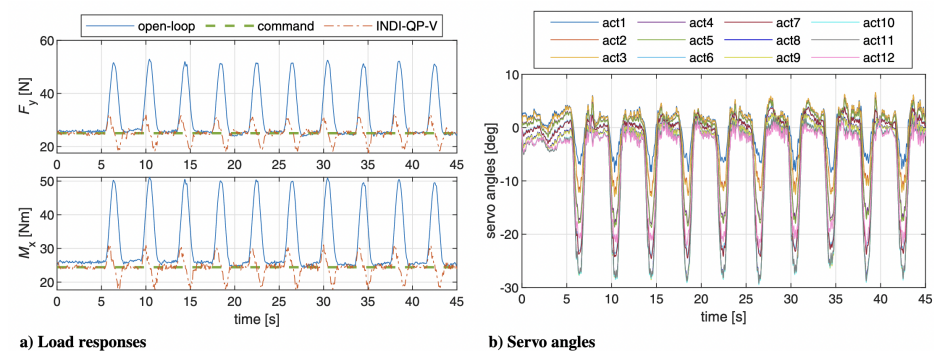 open-loop command INDI-QP-V
60
40
20
F_y [N]
0 5 10 15 20 25 30 35 40 45
50
40
30
20
M_x [Nm]
0 5 10 15 20 25 30 35 40 45
time [s]
a) Load responses
act1 act4 act7 act10
act2 act5 act8 act11
act3 act6 act9 act12
10
0
-10
-20
-30
servo angles [deg]
0 5 10 15 20 25 30 35 40 45
time [s]
b) Servo angles